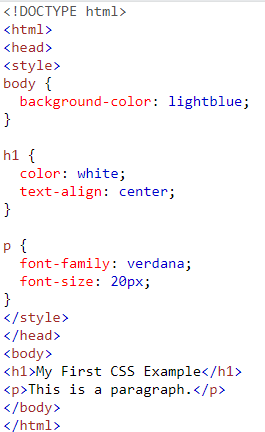 <!DOCTYPE html>
<html>
<head>
<style>
body {
  background-color: lightblue;
}

h1 {
  color: white;
  text-align: center;
}

p {
  font-family: verdana;
  font-size: 20px;
}
</style>
</head>
<body>
<h1>My First CSS Example</h1>
<p>This is a paragraph.</p>
</body>
</html>